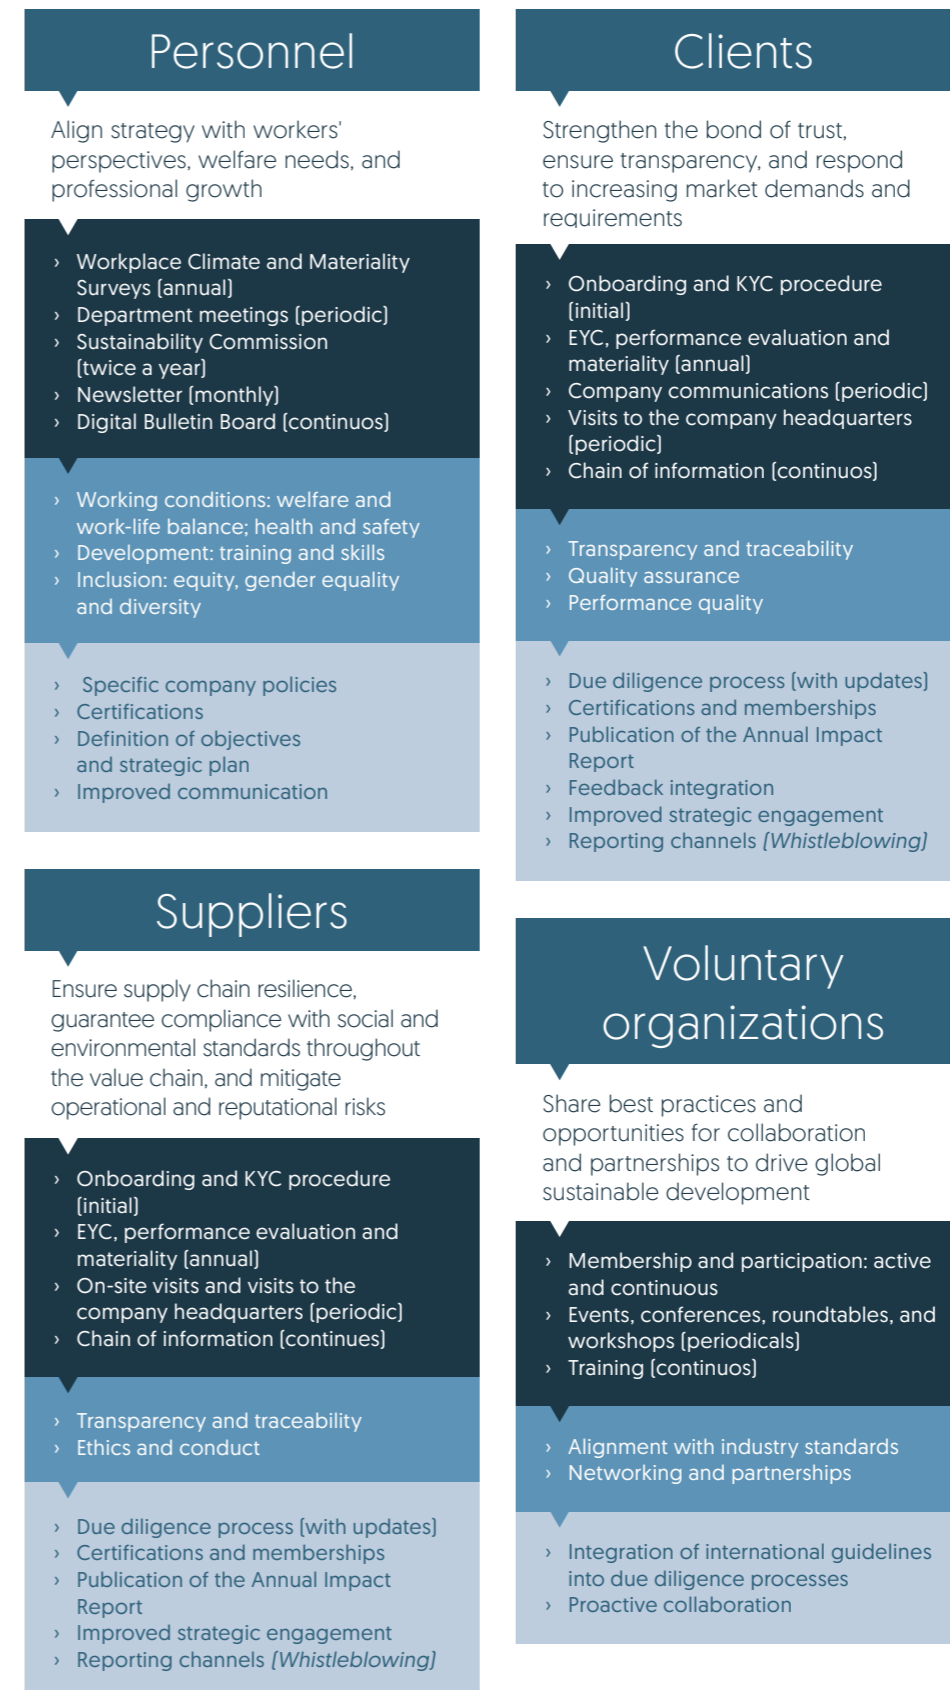 Personnel
Align strategy with workers'
perspectives, welfare needs, and
professional growth
› Workplace Climate and Materiality
Surveys (annual)
› Department meetings (periodic)
› Sustainability Commission
(twice a year)
› Newsletter (monthly)
› Digital Bulletin Board (continuos)
› Working conditions: welfare and
work-life balance; health and safety
› Development: training and skills
› Inclusion: equity, gender equality
and diversity
› Specific company policies
› Certifications
› Definition of objectives
and strategic plan
› Improved communication
Clients
Strengthen the bond of trust,
ensure transparency, and respond
to increasing market demands and
requirements
› Onboarding and KYC procedure
(initial)
› EYC, performance evaluation and
materiality (annual)
› Company communications (periodic)
› Visits to the company headquarters
(periodic)
› Chain of information (continuos)
› Transparency and traceability
› Quality assurance
› Performance quality
› Due diligence process (with updates)
› Certifications and memberships
› Publication of the Annual Impact
Report
› Feedback integration
› Improved strategic engagement
› Reporting channels (Whistleblowing)
Suppliers
Ensure supply chain resilience,
guarantee compliance with social and
environmental standards throughout
the value chain, and mitigate
operational and reputational risks
› Onboarding and KYC procedure
(initial)
› EYC, performance evaluation and
materiality (annual)
› On-site visits and visits to the
company headquarters (periodic)
› Chain of information (continues)
› Transparency and traceability
› Ethics and conduct
› Due diligence process (with updates)
› Certifications and memberships
› Publication of the Annual Impact
Report
› Improved strategic engagement
› Reporting channels (Whistleblowing)
Voluntary
organizations
Share best practices and
opportunities for collaboration
and partnerships to drive global
sustainable development
› Membership and participation: active
and continuous
› Events, conferences, roundtables, and
workshops (periodicals)
› Training (continuos)
› Alignment with industry standards
› Networking and partnerships
› Integration of international guidelines
into due diligence processes
› Proactive collaboration